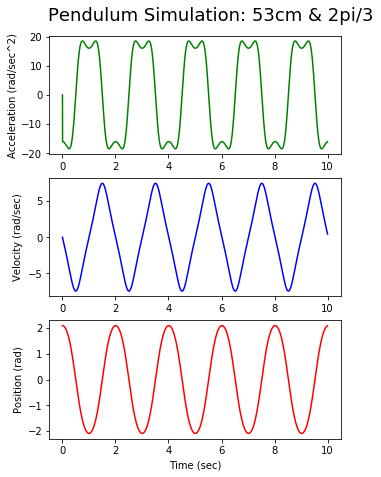 Pendulum Simulation: 53cm & 2pi/3
Acceleration (rad/sec^2)
20
10
0
−10
−20
0 2 4 6 8 10
Velocity (rad/sec)
5
0
−5
0 2 4 6 8 10
Position (rad)
2
1
0
−1
−2
0 2 4 6 8 10
Time (sec)